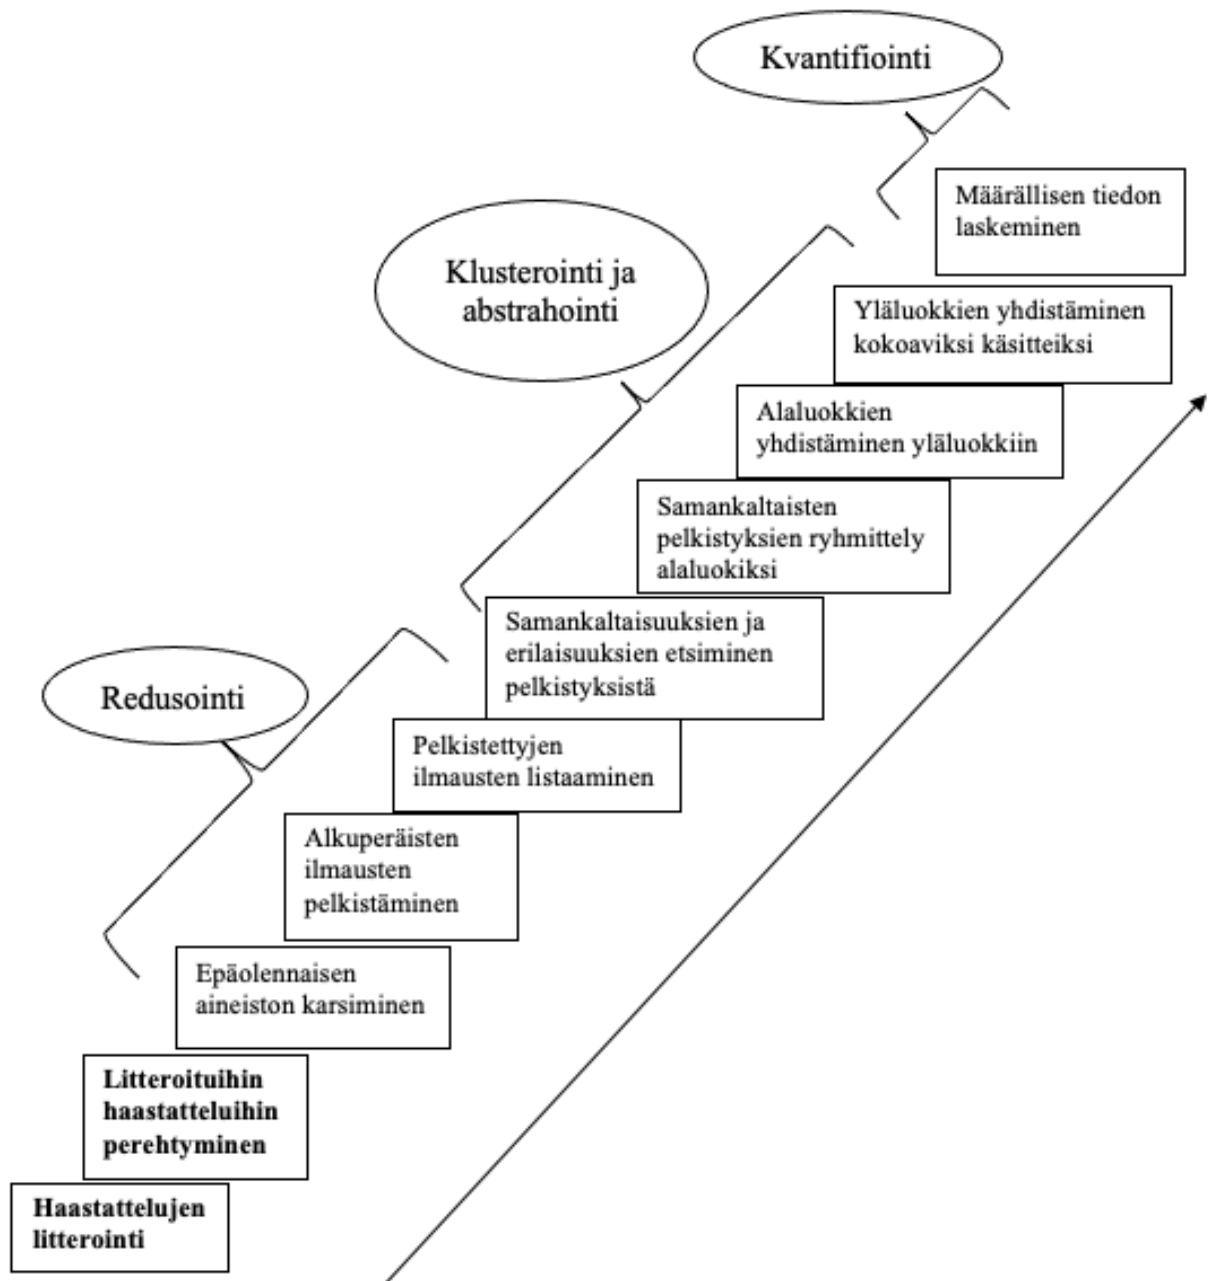 Kvantifiointi
Määrällisen tiedon
laskeminen
Klusterointi ja
abstrahointi
Yläluokkien yhdistäminen
kokoaviksi käsitteiksi
Alaluokkien
yhdistäminen yläluokkiin
Samankaltaisten
pelkistyksien ryhmittely
alaluokiksi
Samankaltaisuuksien ja
erilaisuuksien etsiminen
pelkistyksistä
Redusointi
Pelkistettyjen
ilmausten listaaminen
Alkuperäisten
ilmausten
pelkistäminen
Epäolennaisen
aineiston karsiminen
Litteroituihin
haastatteluihin
perehtyminen
Haastattelujen
litterointi